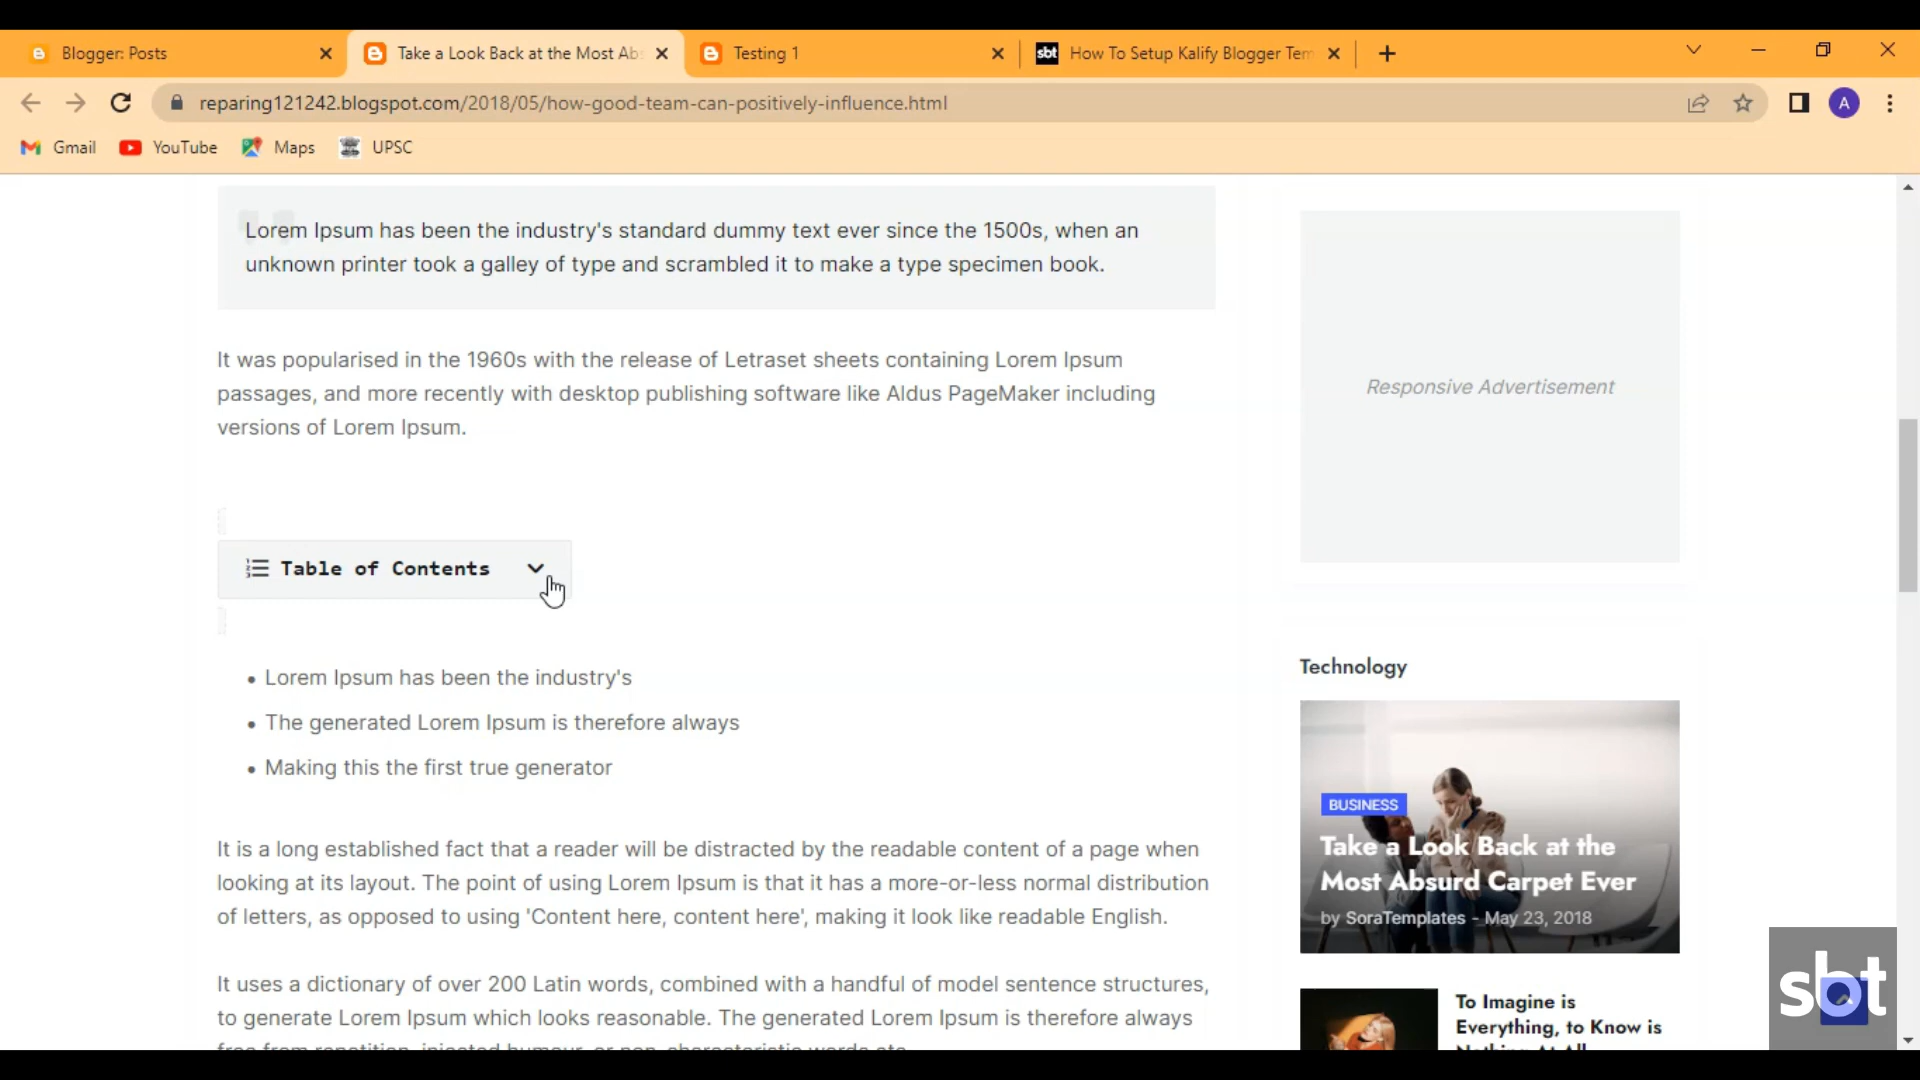 Blogger: Posts
Take a Look Back at the Most Ab
Testing 1
sbt How To Setup Kalify Blogger Tem
reparing121242.blogspot.com/2018/05/how-good-team-can-positively-influence.html
A
Gmail
YouTube
Maps
UPSC
Lorem Ipsum has been the industry's standard dummy text ever since the 1500s, when an
unknown printer took a galley of type and scrambled it to make a type specimen book.
It was popularised in the 1960s with the release of Letraset sheets containing Lorem Ipsum
passages, and more recently with desktop publishing software like Aldus PageMaker including
versions of Lorem Ipsum.
Table of Contents
• Lorem Ipsum has been the industry's
• The generated Lorem Ipsum is therefore always
• Making this the first true generator
It is a long established fact that a reader will be distracted by the readable content of a page when
looking at its layout. The point of using Lorem Ipsum is that it has a more-or-less normal distribution
of letters, as opposed to using 'Content here, content here', making it look like readable English.
It uses a dictionary of over 200 Latin words, combined with a handful of model sentence structures,
to generate Lorem Ipsum which looks reasonable. The generated Lorem Ipsum is therefore always
Responsive Advertisement
Technology
BUSINESS
Take a Look Back at the
Most Absurd Carpet Ever
by SoraTemplates - May 23, 2018
To Imagine is
Everything, to Know is
sbt